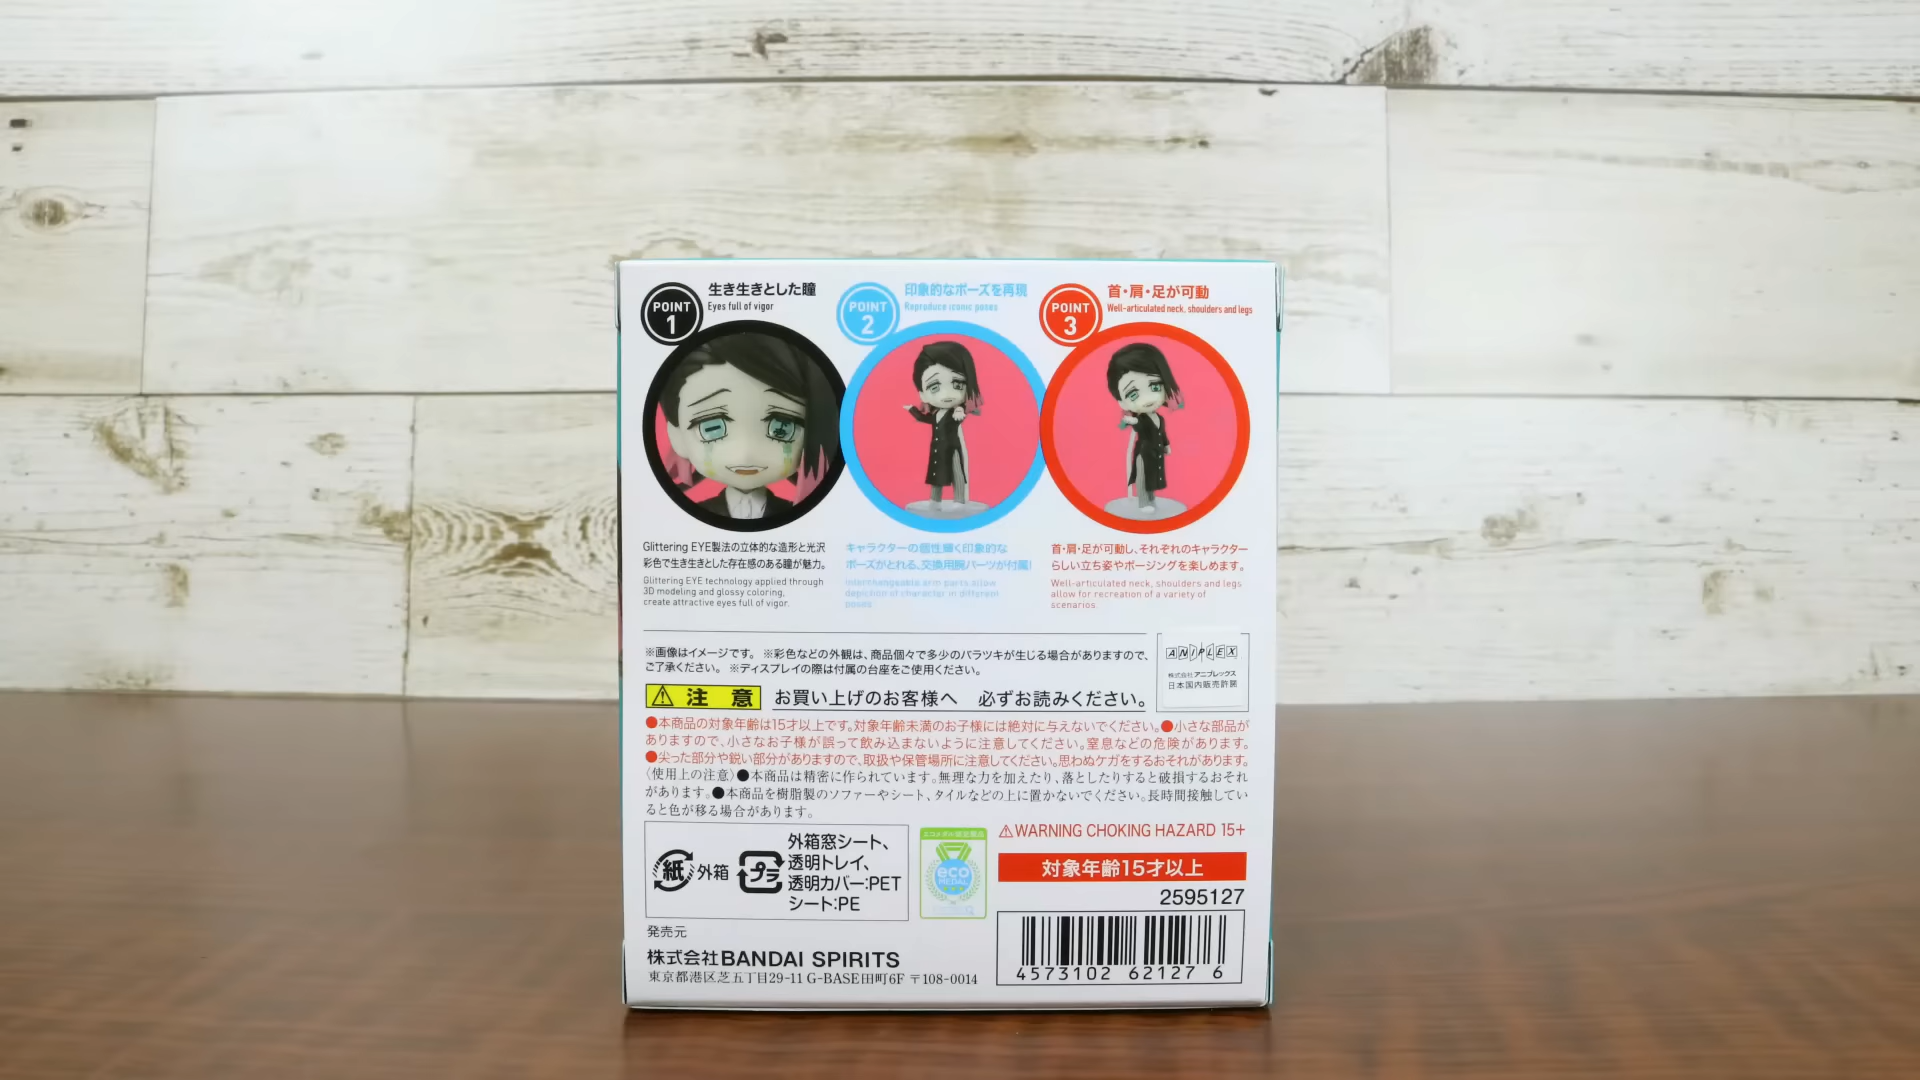 POINT 1
生き生きとした瞳
Eyes full of vigor
POINT 2
印象的なポーズを再現
Reproduce iconic poses
POINT 3
首・肩・足が可動
Well-articulated neck, shoulders and legs
Glittering EYE製法の立体的な造形と光沢
彩色で生き生きとした存在感のある瞳が魅力。
Glittering EYE technology applied through
3D modeling and glossy coloring,
create attractive eyes full of vigor.
キャラクターの個性輝く印象的な
ポーズがとれる、交換用腕パーツが付属!
Interchangeable arm parts allow
depiction of character in different
poses.
首・肩・足が可動し、それぞれのキャラクター
らしい立ち姿やポージングを楽しめます。
Well-articulated neck, shoulders and legs
allow for recreation of a variety of
scenarios.
※画像はイメージです。 ※彩色などの外観は、商品個々で多少のバラツキが生じる場合がありますので、
ご了承ください。 ※ディスプレイの際は付属の台座をご使用ください。
ANIPLEX
株式会社アニプレックス
日本国内販売許諾
⚠注 意 お買い上げのお客様へ 必ずお読みください。
●本商品の対象年齢は15才以上です。対象年齢未満のお子様には絶対に与えないでください。●小さな部品が
ありますので、小さなお子様が誤って飲み込まないように注意してください。窒息などの危険があります。
●尖った部分や鋭い部分がありますので、取扱や保管場所に注意してください。思わぬケガをするおそれがあります。
〈使用上の注意〉●本商品は精密に作られています。無理な力を加えたり、落としたりすると破損するおそれ
があります。●本商品を樹脂製のソファーやシート、タイルなどの上に置かないでください。長時間接触してい
ると色が移る場合があります。
紙 外箱
プラ
外箱窓シート、
透明トレイ、
透明カバー:PET
シート:PE
eco
MEDAL
⚠WARNING CHOKING HAZARD 15+
対象年齢15才以上
2595127
4573102 62127 6
発売元
株式会社BANDAI SPIRITS
東京都港区芝五丁目29-11 G-BASE田町6F 〒108-0014